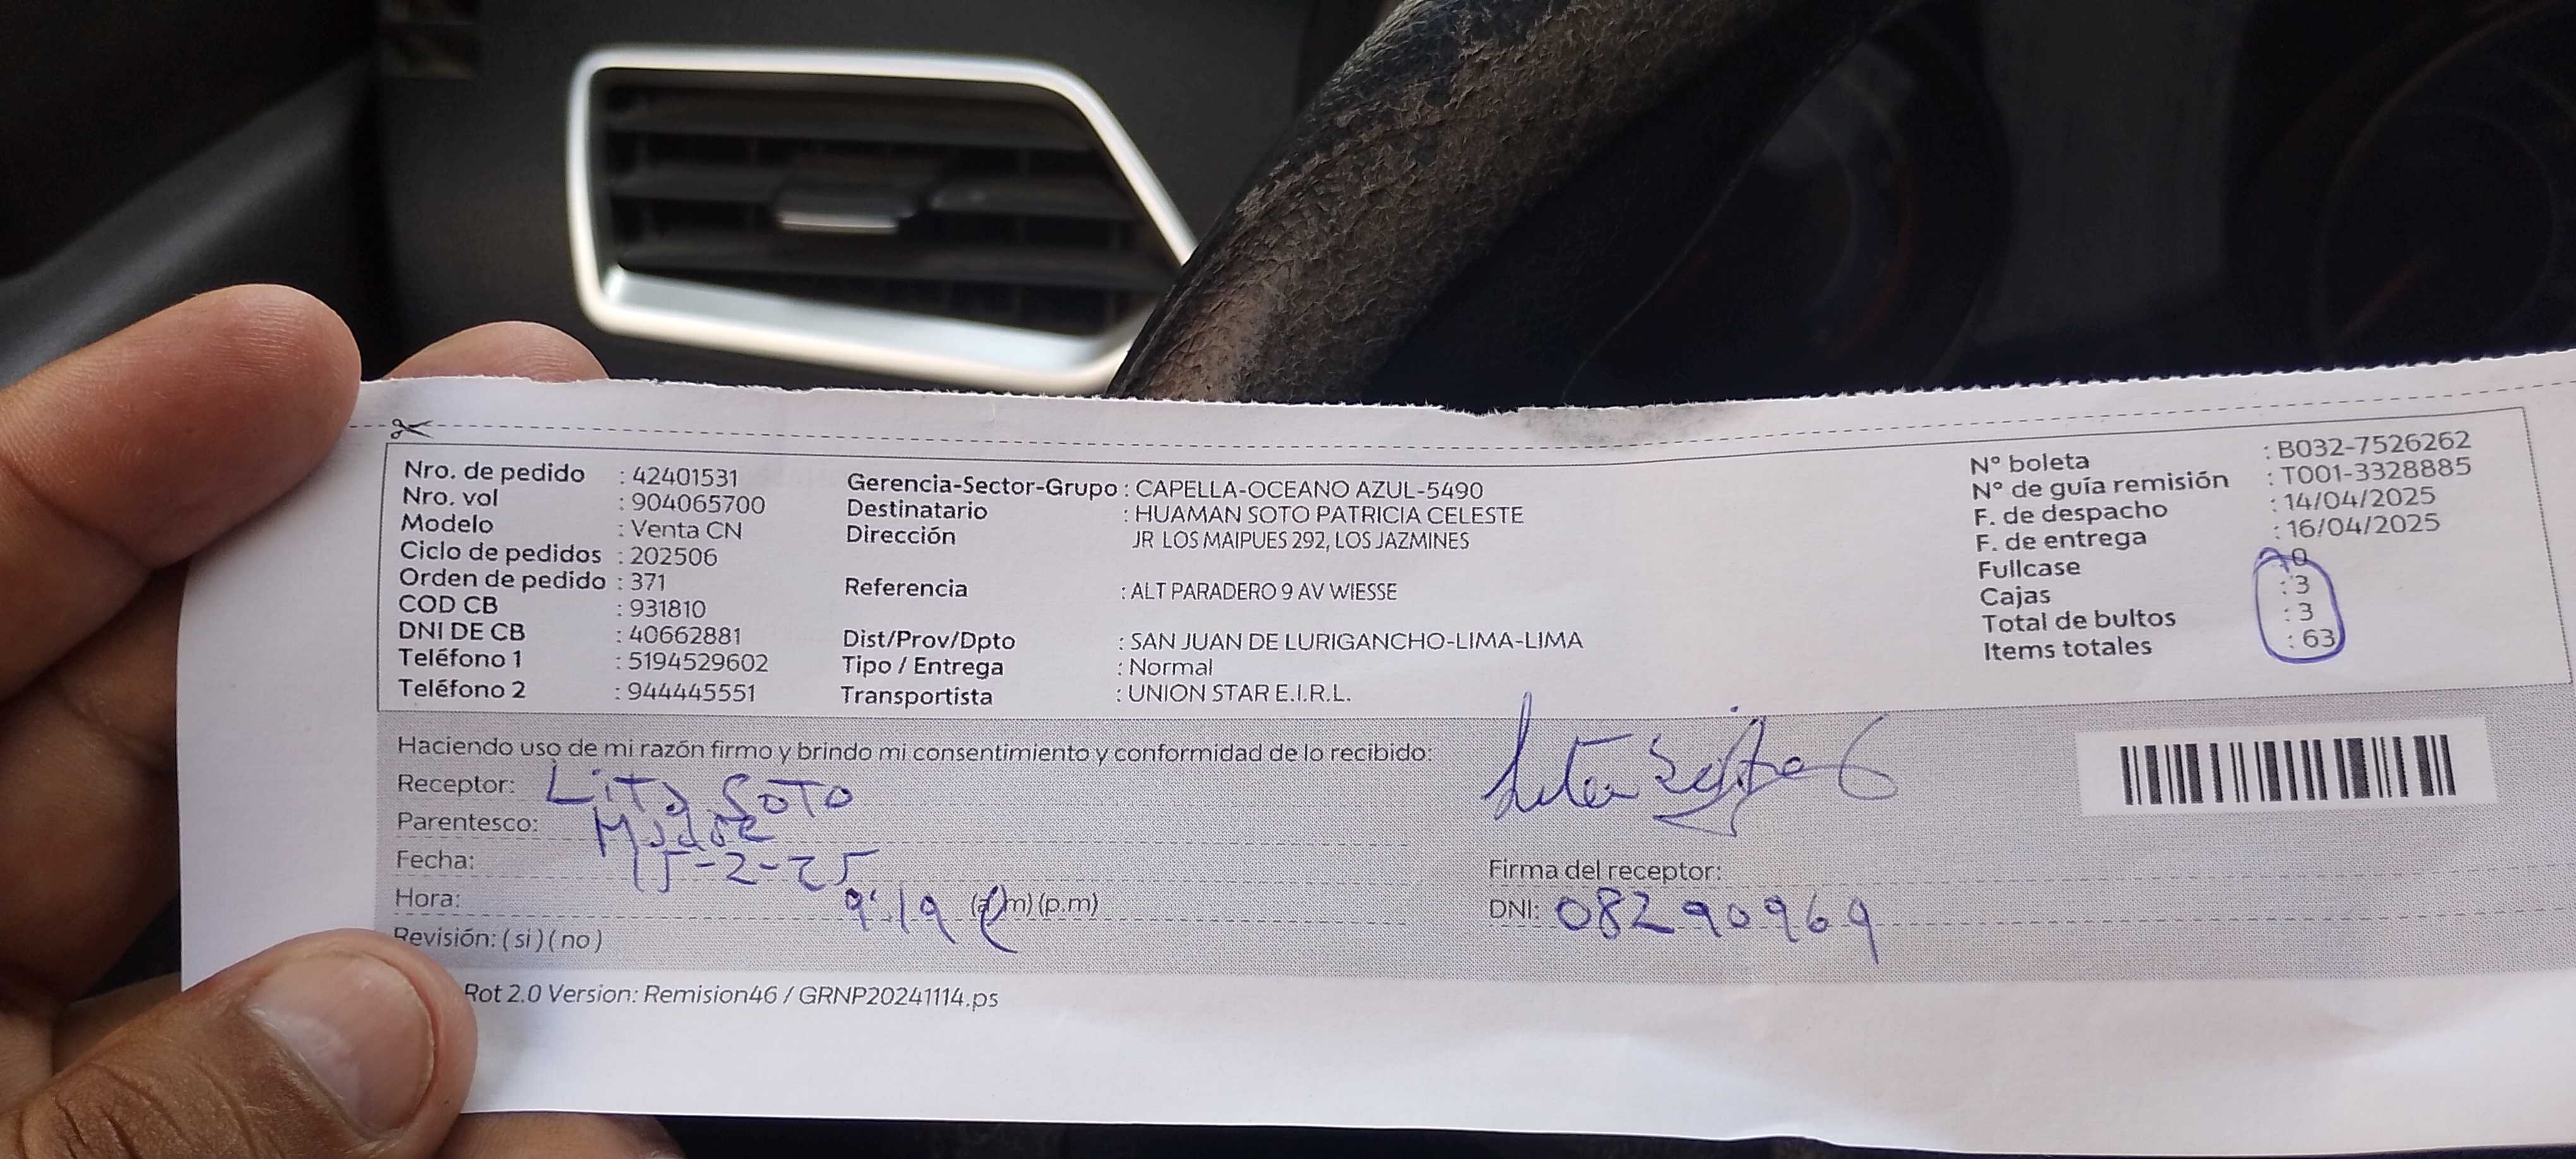 Nro. de pedido : 42401531
Nro. vol : 904065700
Modelo : Venta CN
Ciclo de pedidos : 202506
Orden de pedido : 371
COD CB : 931810
DNI DE CB : 40662881
Teléfono 1 : 5194529602
Teléfono 2 : 944445551
Gerencia-Sector-Grupo : CAPELLA-OCEANO AZUL-5490
Destinatario : HUAMAN SOTO PATRICIA CELESTE
Dirección JR LOS MAIPUES 292, LOS JAZMINES
Referencia : ALT PARADERO 9 AV WIESSE
Dist/Prov/Dpto : SAN JUAN DE LURIGANCHO-LIMA-LIMA
Tipo / Entrega : Normal
Transportista : UNION STAR E.I.R.L.
N° boleta : B032-7526262
N° de guía remisión : T001-3328885
F. de despacho : 14/04/2025
F. de entrega : 16/04/2025
Fullcase : 0
Cajas : 3
Total de bultos : 3
Items totales : 63
Haciendo uso de mi razón firmo y brindo mi consentimiento y conformidad de lo recibido:
Receptor: Lita SOTO
Parentesco: Madre
Fecha: 15-2-25
Hora: 9:19 (a.m) (p.m)
Revisión: ( si ) ( no )
Firma del receptor:
DNI: 08290969
Rot 2.0 Version: Remision46 / GRNP20241114.ps